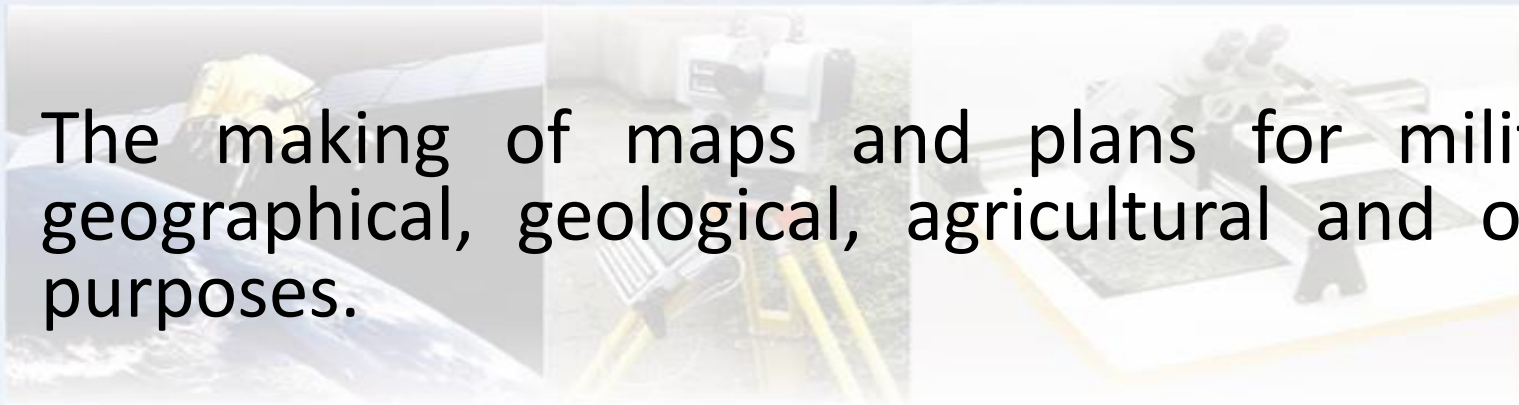 The making of maps and plans for
geographical, geological, agricultural and
purposes.